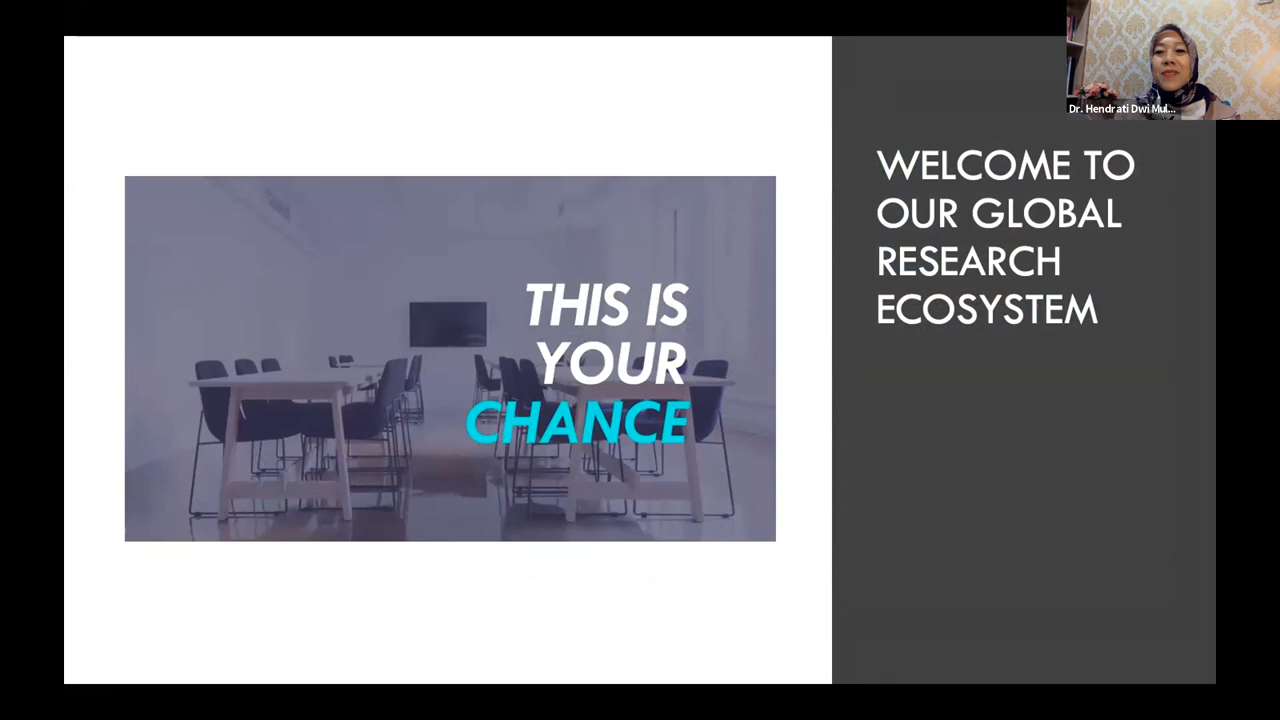 Dr. Hendrati Dwi Mul...
WELCOME TO
OUR GLOBAL
RESEARCH
ECOSYSTEM
THIS IS
YOUR
CHANCE